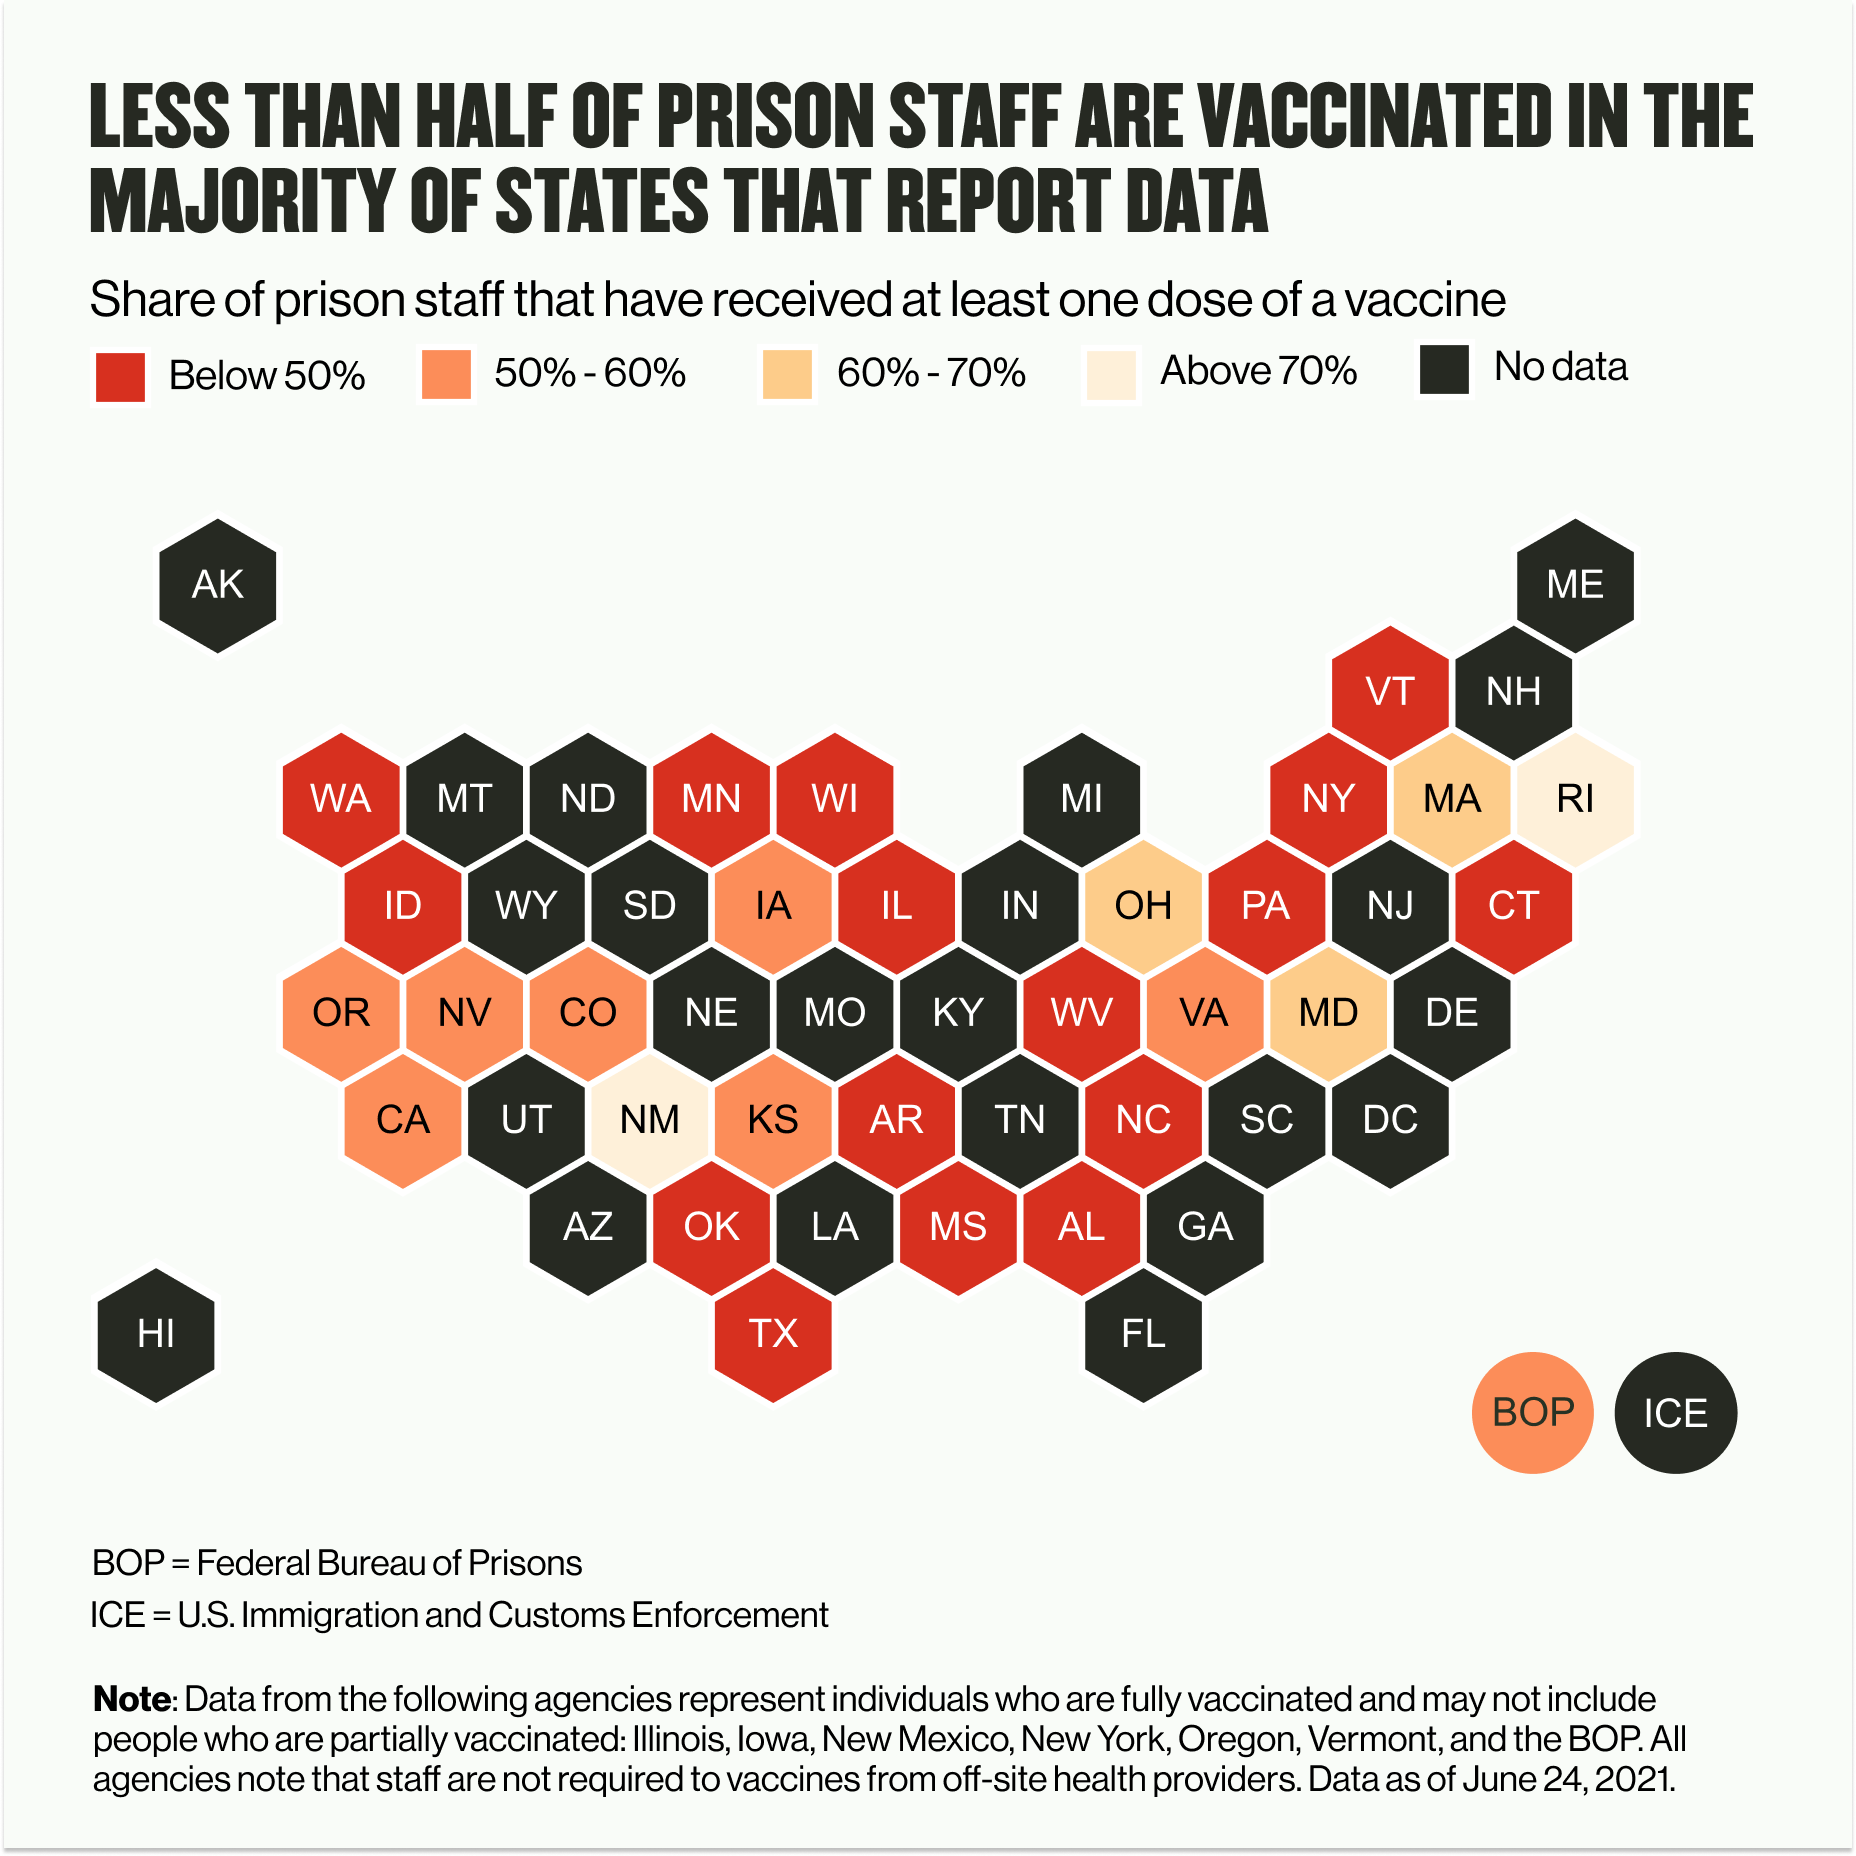 LESS THAN HALF OF PRISON STAFF ARE VACCINATED IN THE
MAJORITY OF STATES THAT REPORT DATA
Share of prison staff that have received at least one dose of a vaccine
Below 50% 50% - 60% 60% - 70% Above 70% No data
AK ME
VT NH
WA MT ND MN WI MI NY MA RI
ID WY SD IA IL IN OH PA NJ CT
OR NV CO NE MO KY WV VA MD DE
CA UT NM KS AR TN NC SC DC
AZ OK LA MS AL GA
HI TX FL
BOP ICE
BOP = Federal Bureau of Prisons
ICE = U.S. Immigration and Customs Enforcement
Note: Data from the following agencies represent individuals who are fully vaccinated and may not include
people who are partially vaccinated: Illinois, Iowa, New Mexico, New York, Oregon, Vermont, and the BOP. All
agencies note that staff are not required to vaccines from off-site health providers. Data as of June 24, 2021.